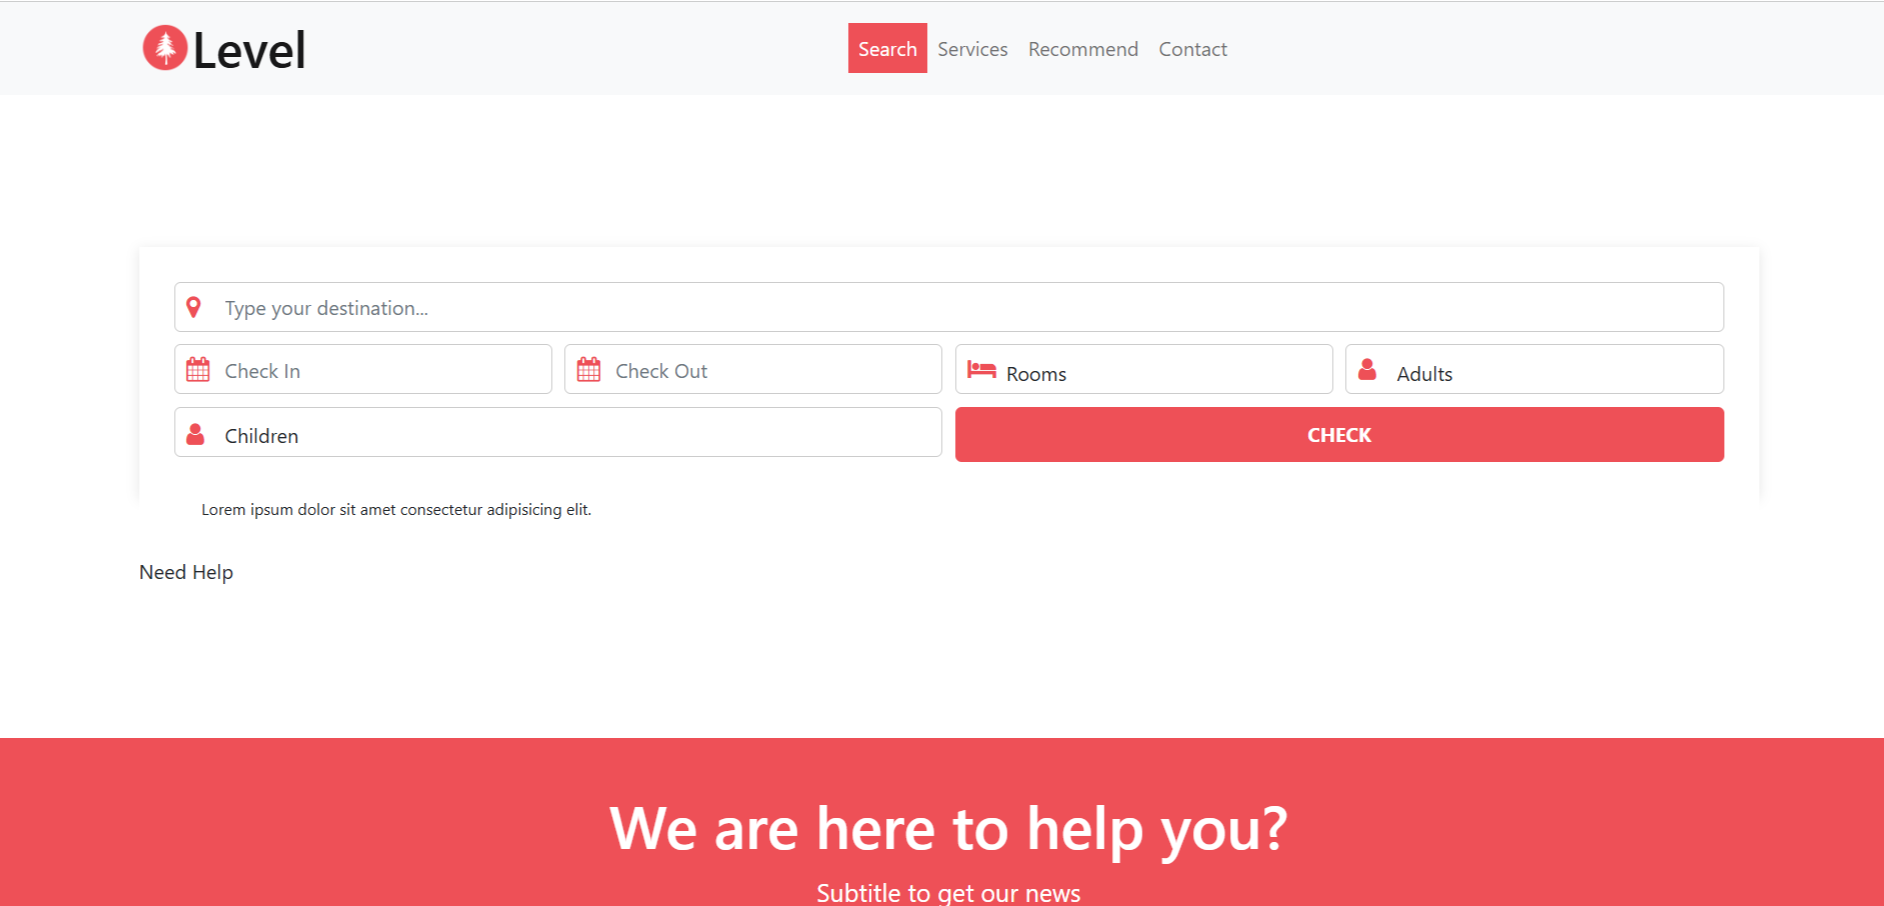 Level
Search Services Recommend Contact
Type your destination...
Check In Check Out Rooms Adults
Children CHECK
Lorem ipsum dolor sit amet consectetur adipisicing elit.
Need Help
We are here to help you?
Subtitle to get our news